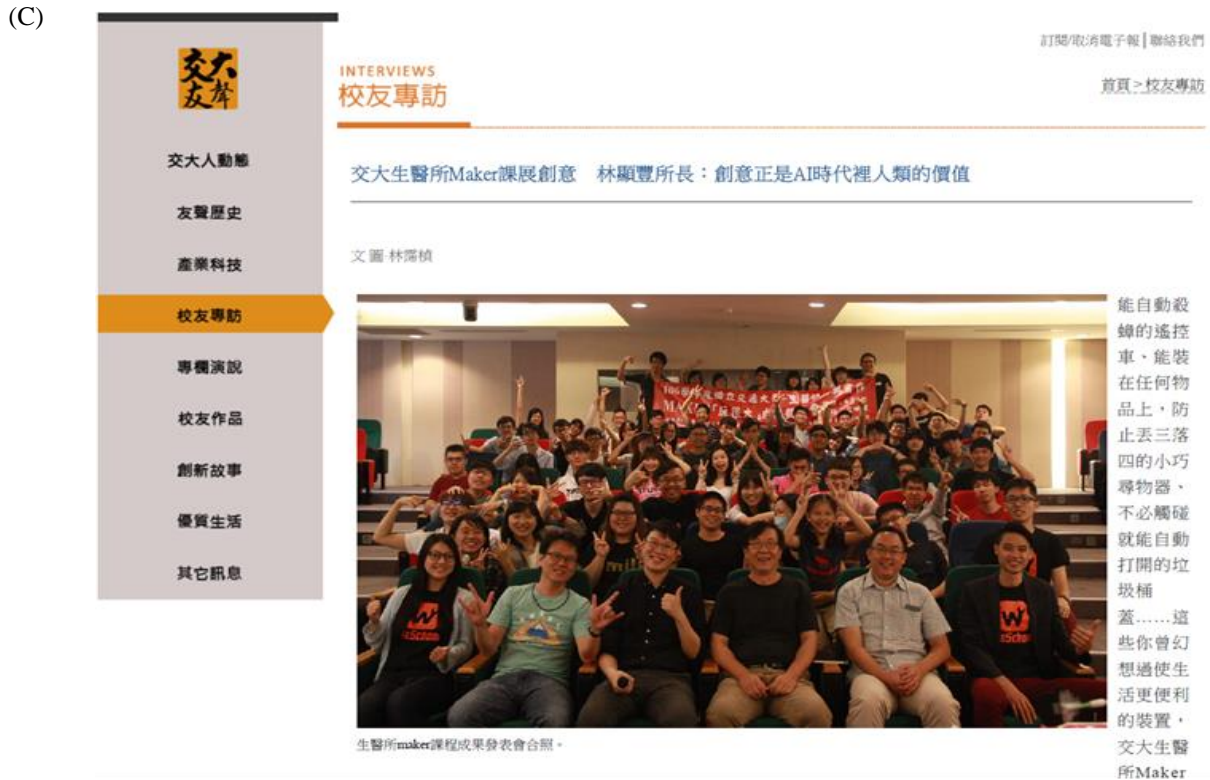 (C)
訂閱/取消電子報│聯絡我們
交大
友聲
INTERVIEWS
校友專訪
首頁 > 校友專訪
交大人動態
友聲歷史
產業科技
校友專訪
專欄演說
校友作品
創新故事
優質生活
其它訊息
交大生醫所Maker課展創意 林顯豐所長：創意正是AI時代裡人類的價值
文 圖 林霈楨
能自動殺
蟑的遙控
車、能裝
在任何物
品上，防
止丟三落
四的小巧
尋物器、
不必觸碰
就能自動
打開的垃
圾桶
蓋……這
些你曾幻
想過使生
活更便利
的裝置，
交大生醫
所Maker
生醫所maker課程成果發表會合照。